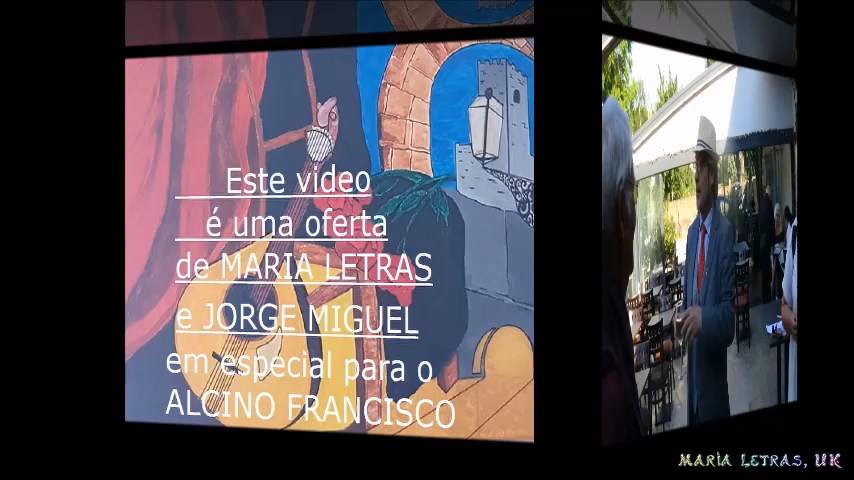 Este video
é uma oferta
de MARIA LETRAS
e JORGE MIGUEL
em especial para o
ALCINO FRANCISCO
MARIA LETRAS, UK